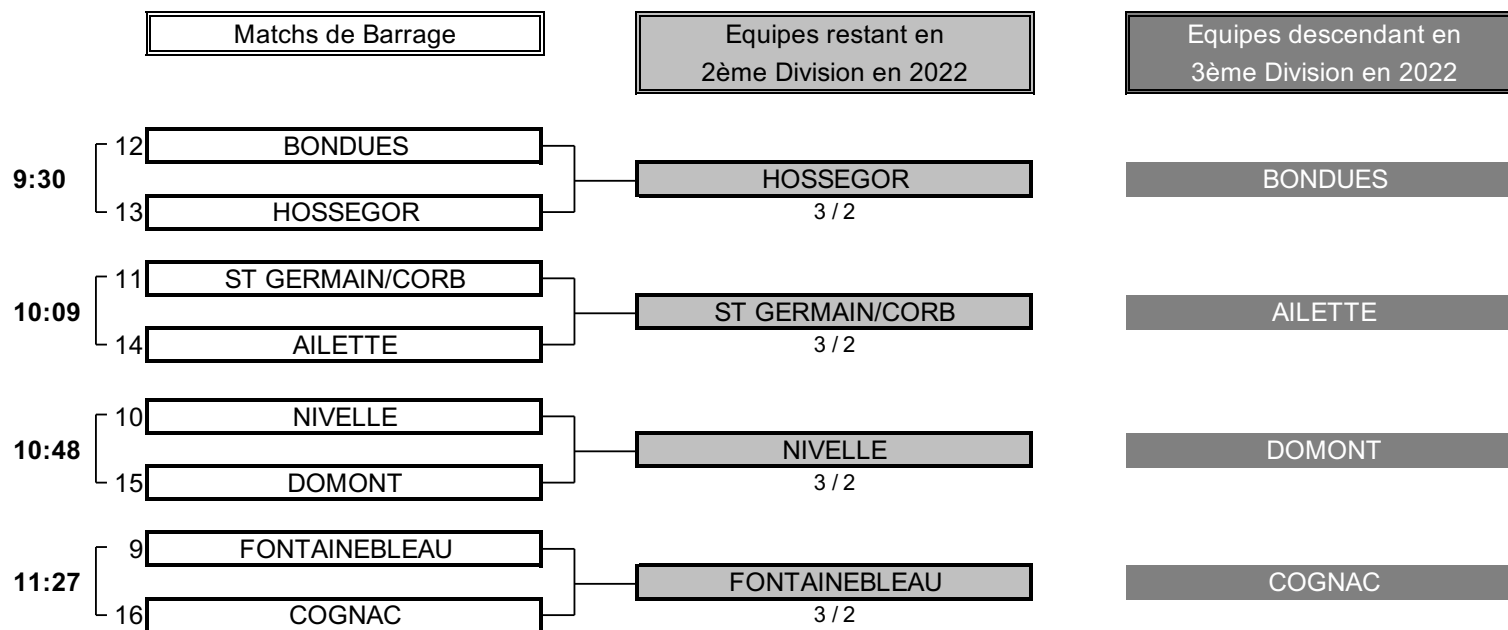 Matchs de Barrage
Equipes restant en
2ème Division en 2022
Equipes descendant en
3ème Division en 2022
12 BONDUES
9:30 HOSSEGOR BONDUES
13 HOSSEGOR 3 / 2
11 ST GERMAIN/CORB
10:09 ST GERMAIN/CORB AILETTE
14 AILETTE 3 / 2
10 NIVELLE
10:48 NIVELLE DOMONT
15 DOMONT 3 / 2
9 FONTAINEBLEAU
11:27 FONTAINEBLEAU COGNAC
16 COGNAC 3 / 2